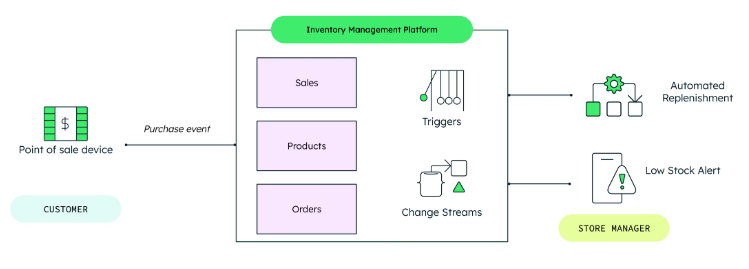 Inventory Management Platform
Sales
Products
Orders
Triggers
Change Streams
$
Point of sale device
Purchase event
CUSTOMER
Automated
Replenishment
Low Stock Alert
STORE MANAGER